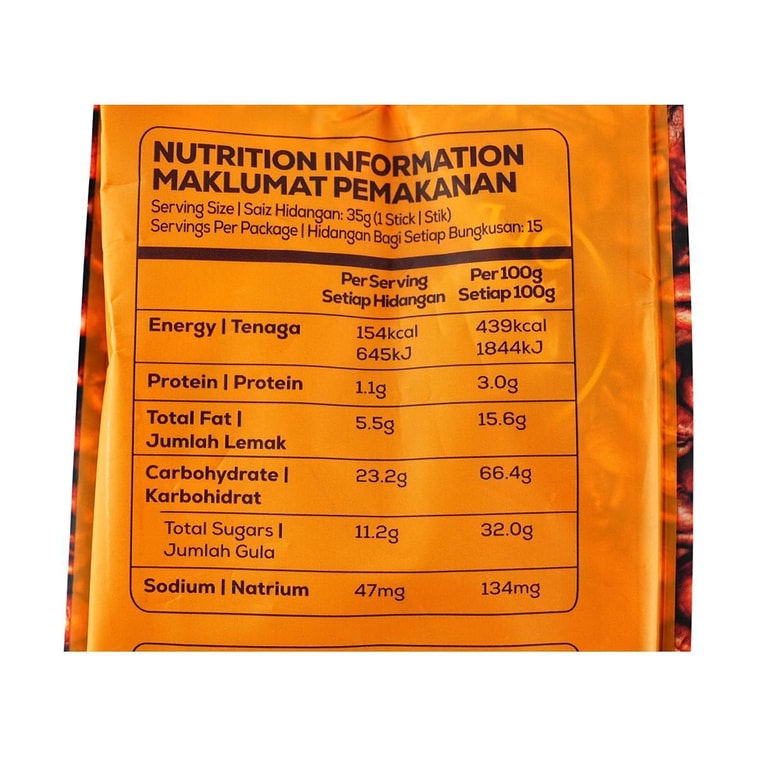 NUTRITION INFORMATION
MAKLUMAT PEMAKANAN
Serving Size | Saiz Hidangan: 35g (1 Stick | Stik)
Servings Per Package | Hidangan Bagi Setiap Bungkusan: 15
Per Serving Per 100g
Setiap Hidangan Setiap 100g
Energy | Tenaga 154kcal 439kcal
645kJ 1844kJ
Protein | Protein 1.1g 3.0g
Total Fat | 5.5g 15.6g
Jumlah Lemak
Carbohydrate | 23.2g 66.4g
Karbohidrat
Total Sugars | 11.2g 32.0g
Jumlah Gula
Sodium | Natrium 47mg 134mg